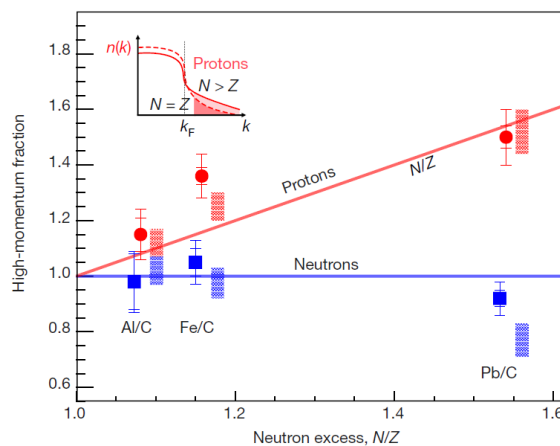 1.8
1.6
1.4
1.2
1.0
0.8
0.6
High-momentum fraction
n(k)
Protons
N > Z
N = Z
kF
k
Protons
N/Z
Neutrons
Al/C
Fe/C
Pb/C
1.0
1.2
1.4
1.6
Neutron excess, N/Z